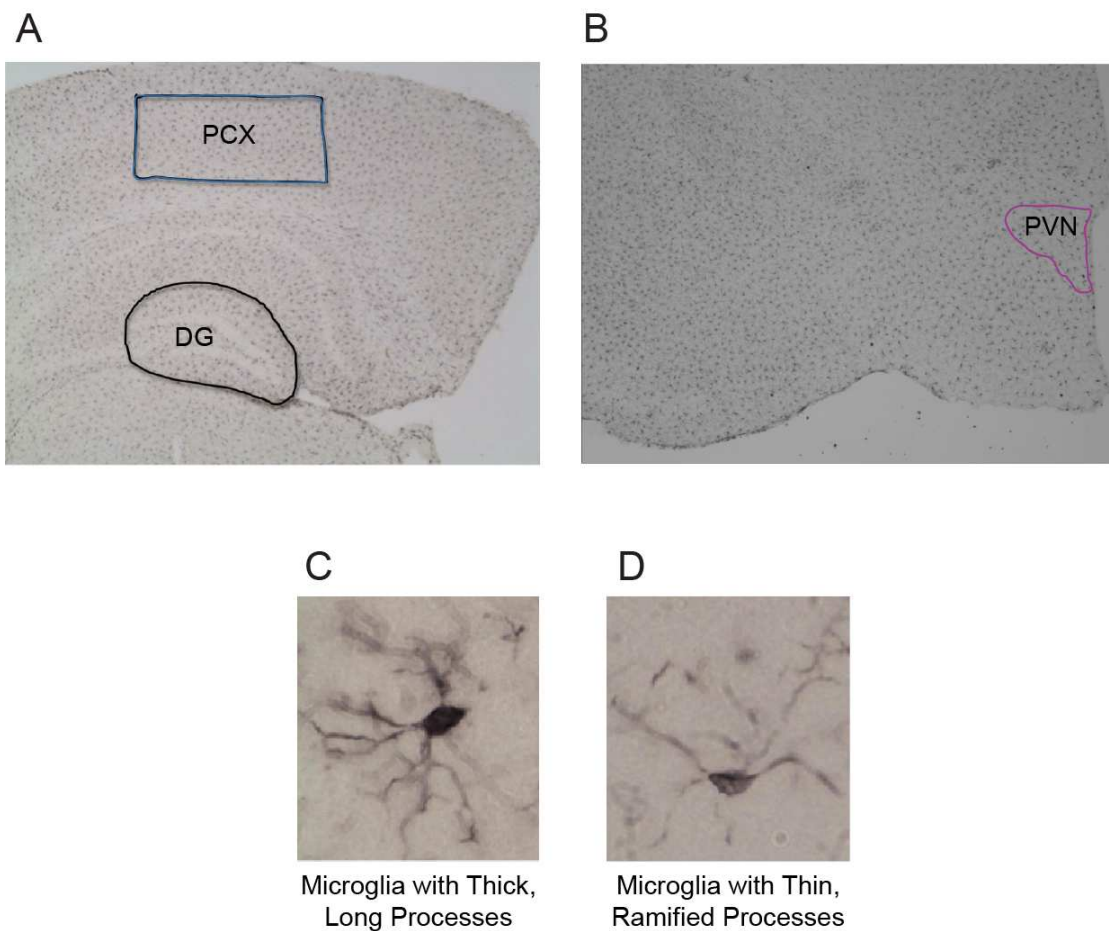 A
B
PCX
DG
PVN
C
D
Microglia with Thick,
Long Processes
Microglia with Thin,
Ramified Processes